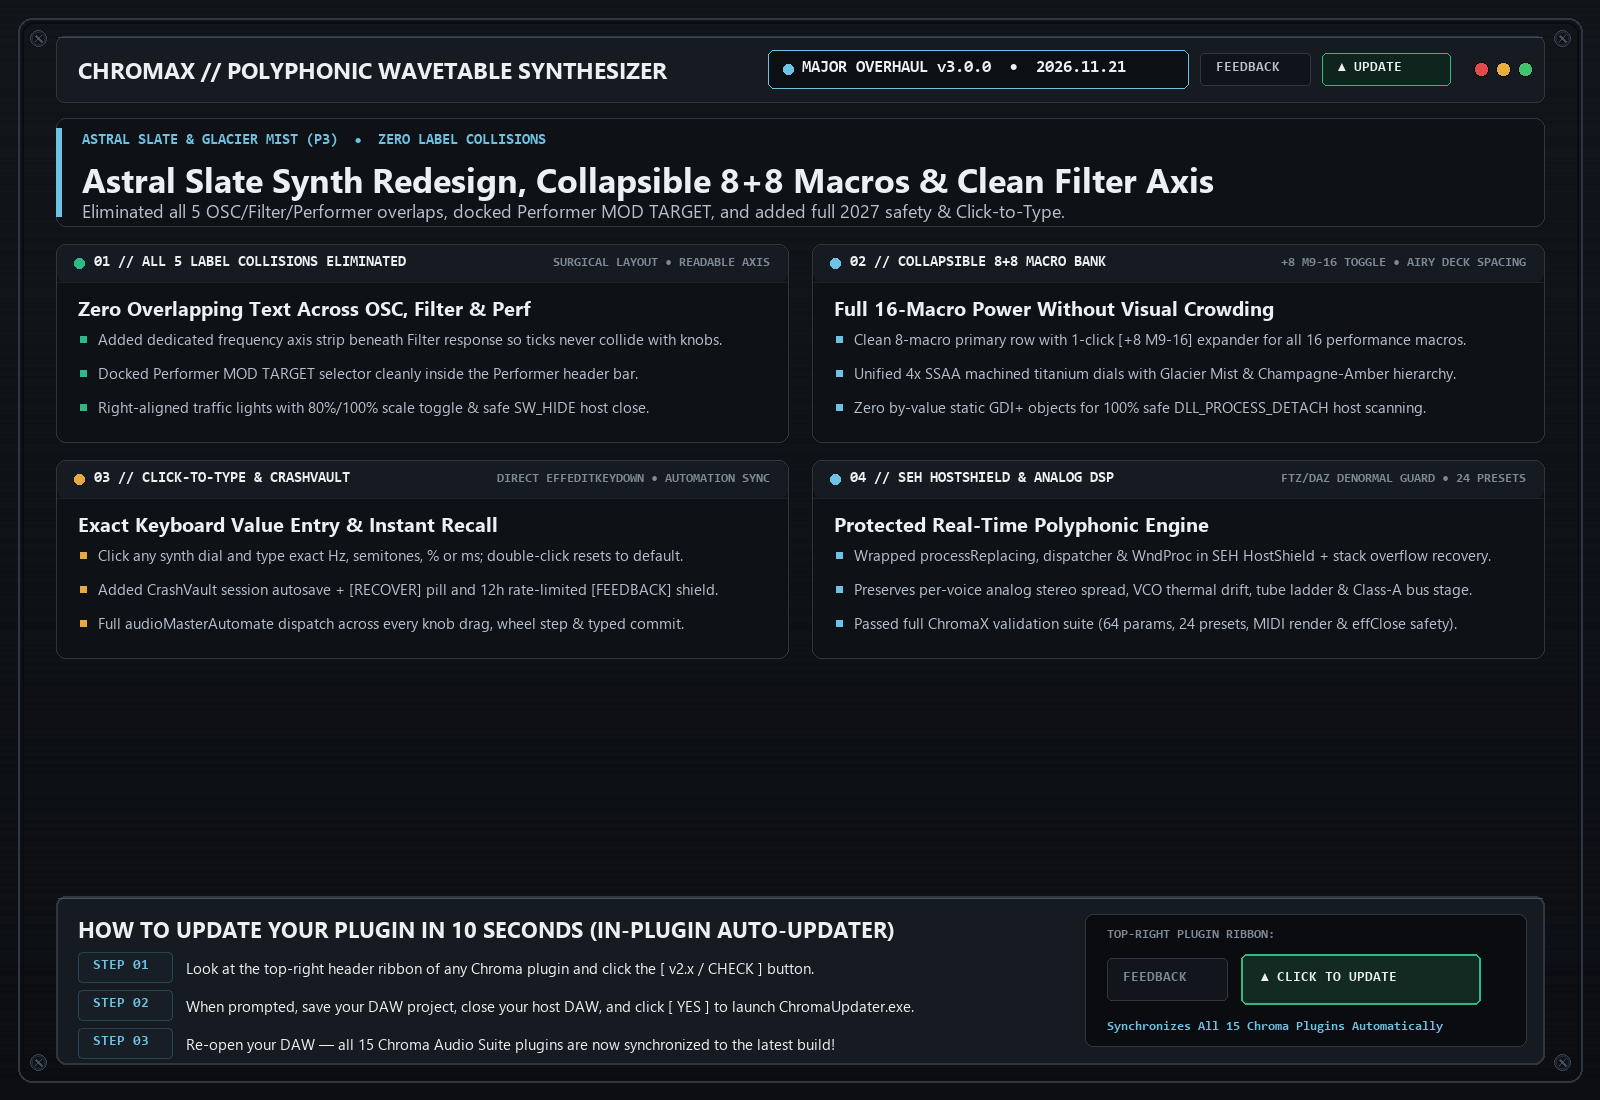 CHROMAX // POLYPHONIC WAVETABLE SYNTHESIZER
MAJOR OVERHAUL v3.0.0 • 2026.11.21
FEEDBACK
▲ UPDATE
ASTRAL SLATE & GLACIER MIST (P3) • ZERO LABEL COLLISIONS
Astral Slate Synth Redesign, Collapsible 8+8 Macros & Clean Filter Axis
Eliminated all 5 OSC/Filter/Performer overlaps, docked Performer MOD TARGET, and added full 2027 safety & Click-to-Type.
01 // ALL 5 LABEL COLLISIONS ELIMINATED
SURGICAL LAYOUT • READABLE AXIS
Zero Overlapping Text Across OSC, Filter & Perf
Added dedicated frequency axis strip beneath Filter response so ticks never collide with knobs.
Docked Performer MOD TARGET selector cleanly inside the Performer header bar.
Right-aligned traffic lights with 80%/100% scale toggle & safe SW_HIDE host close.
02 // COLLAPSIBLE 8+8 MACRO BANK
+8 M9-16 TOGGLE • AIRY DECK SPACING
Full 16-Macro Power Without Visual Crowding
Clean 8-macro primary row with 1-click [+8 M9-16] expander for all 16 performance macros.
Unified 4x SSAA machined titanium dials with Glacier Mist & Champagne-Amber hierarchy.
Zero by-value static GDI+ objects for 100% safe DLL_PROCESS_DETACH host scanning.
03 // CLICK-TO-TYPE & CRASHVAULT
DIRECT EFFEDITKEYDOWN • AUTOMATION SYNC
Exact Keyboard Value Entry & Instant Recall
Click any synth dial and type exact Hz, semitones, % or ms; double-click resets to default.
Added CrashVault session autosave + [RECOVER] pill and 12h rate-limited [FEEDBACK] shield.
Full audioMasterAutomate dispatch across every knob drag, wheel step & typed commit.
04 // SEH HOSTSHIELD & ANALOG DSP
FTZ/DAZ DENORMAL GUARD • 24 PRESETS
Protected Real-Time Polyphonic Engine
Wrapped processReplacing, dispatcher & WndProc in SEH HostShield + stack overflow recovery.
Preserves per-voice analog stereo spread, VCO thermal drift, tube ladder & Class-A bus stage.
Passed full ChromaX validation suite (64 params, 24 presets, MIDI render & effClose safety).
HOW TO UPDATE YOUR PLUGIN IN 10 SECONDS (IN-PLUGIN AUTO-UPDATER)
STEP 01
Look at the top-right header ribbon of any Chroma plugin and click the [ v2.x / CHECK ] button.
STEP 02
When prompted, save your DAW project, close your host DAW, and click [ YES ] to launch ChromaUpdater.exe.
STEP 03
Re-open your DAW — all 15 Chroma Audio Suite plugins are now synchronized to the latest build!
TOP-RIGHT PLUGIN RIBBON:
FEEDBACK
▲ CLICK TO UPDATE
Synchronizes All 15 Chroma Plugins Automatically